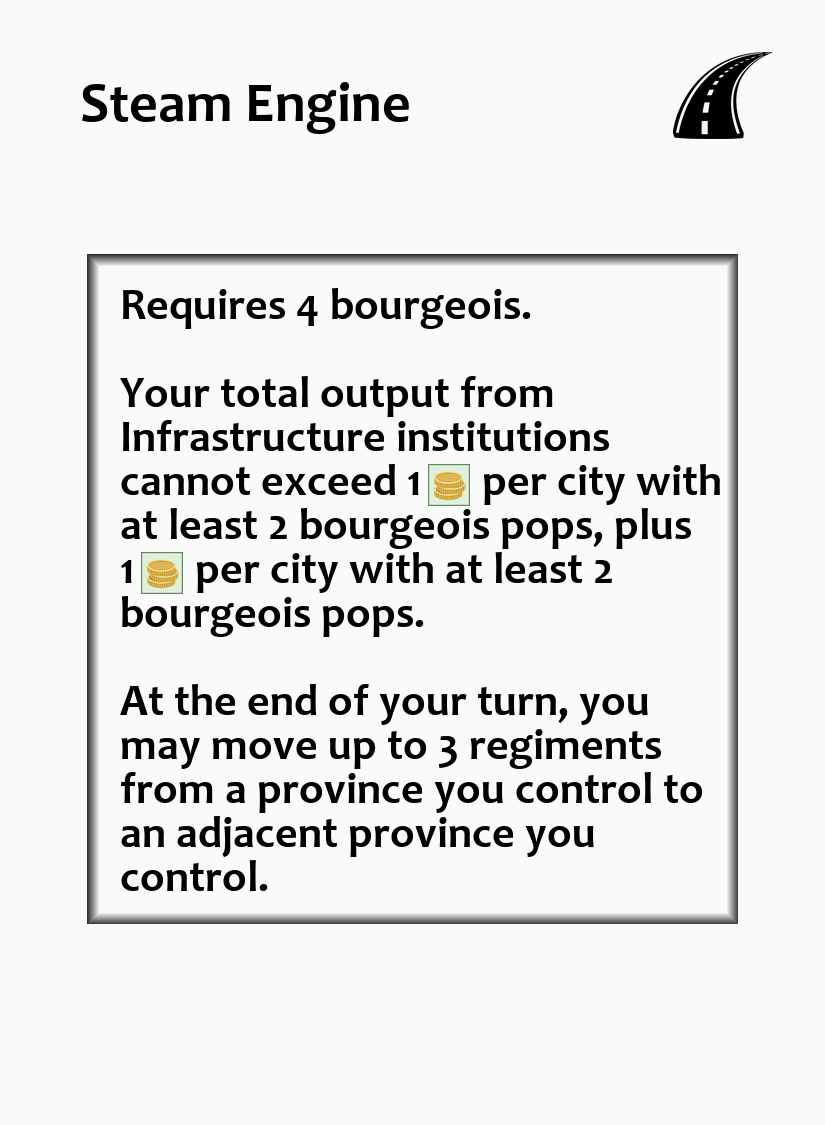 Steam Engine
Requires 4 bourgeois.
Your total output from
Infrastructure institutions
cannot exceed 1 per city with
at least 2 bourgeois pops, plus
1 per city with at least 2
bourgeois pops.
At the end of your turn, you
may move up to 3 regiments
from a province you control to
an adjacent province you
control.